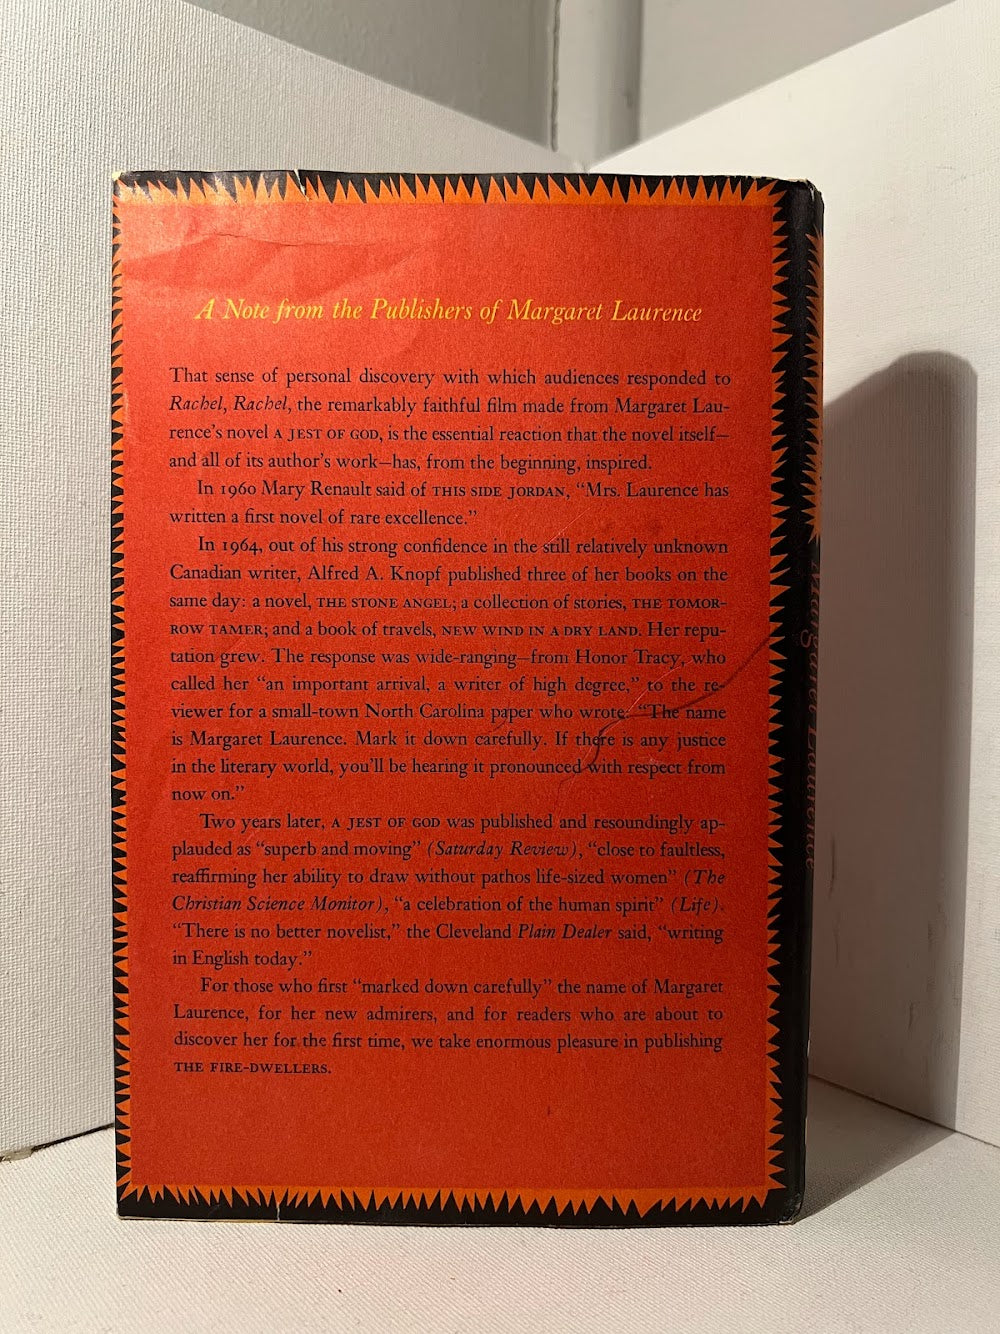 A Note from the Publishers of Margaret Laurence
That sense of personal discovery with which audiences responded to
Rachel, Rachel, the remarkably faithful film made from Margaret Lau-
rence's novel A JEST OF GOD, is the essential reaction that the novel itself—
and all of its author's work—has, from the beginning, inspired.
In 1960 Mary Renault said of THIS SIDE JORDAN, “Mrs. Laurence has
written a first novel of rare excellence.”
In 1964, out of his strong confidence in the still relatively unknown
Canadian writer, Alfred A. Knopf published three of her books on the
same day: a novel, THE STONE ANGEL; a collection of stories, THE TOMOR-
ROW TAMER; and a book of travels, NEW WIND IN A DRY LAND. Her repu-
tation grew. The response was wide-ranging—from Honor Tracy, who
called her “an important arrival, a writer of high degree,” to the re-
viewer for a small-town North Carolina paper who wrote: “The name
is Margaret Laurence. Mark it down carefully. If there is any justice
in the literary world, you'll be hearing it pronounced with respect from
now on.”
Two years later, A JEST OF GOD was published and resoundingly ap-
plauded as “superb and moving” (Saturday Review), “close to faultless,
reaffirming her ability to draw without pathos life-sized women” (The
Christian Science Monitor), “a celebration of the human spirit” (Life).
“There is no better novelist,” the Cleveland Plain Dealer said, “writing
in English today.”
For those who first “marked down carefully” the name of Margaret
Laurence, for her new admirers, and for readers who are about to
discover her for the first time, we take enormous pleasure in publishing
THE FIRE-DWELLERS.
Margaret Laurence